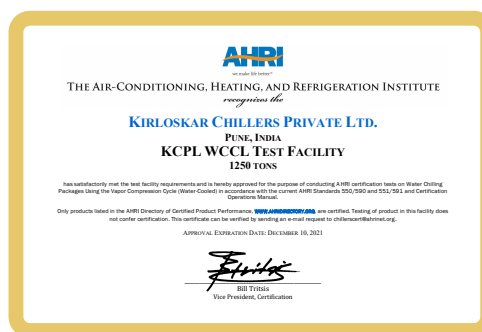 AHRI
we make life better™
THE AIR-CONDITIONING, HEATING, AND REFRIGERATION INSTITUTE
recognizes the
KIRLOSKAR CHILLERS PRIVATE LTD.
PUNE, INDIA
KCPL WCCL TEST FACILITY
1250 TONS
has satisfactorily met the test facility requirements and is hereby approved for the purpose of conducting AHRI certification tests on Water Chilling
Packages Using the Vapor Compression Cycle (Water-Cooled) in accordance with the current AHRI Standards 550/590 and 551/591 and Certification
Operations Manual.
Only products listed in the AHRI Directory of Certified Product Performance, WWW.AHRIDIRECTORY.ORG, are certified. Testing of product in this facility does
not confer certification. This certificate can be verified by sending an e-mail request to chillerscert@ahrinet.org.
APPROVAL EXPIRATION DATE: DECEMBER 10, 2021
Bill Tritsis
Vice President, Certification